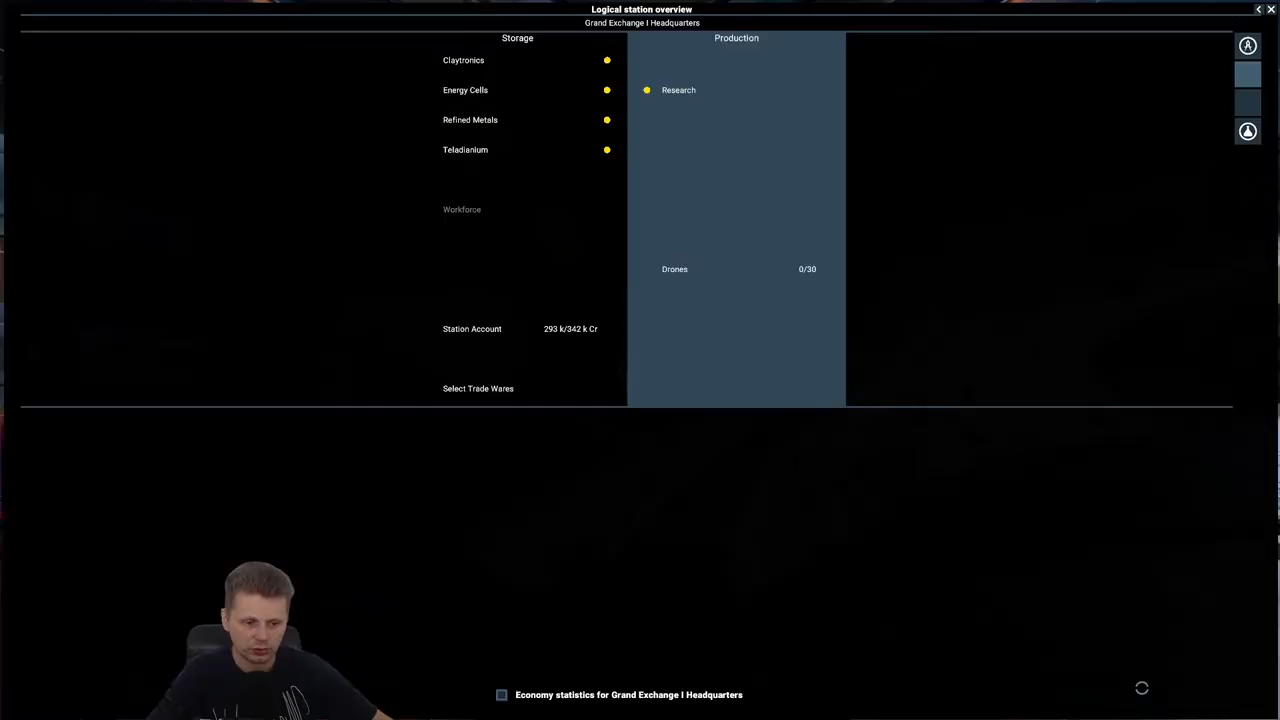 Logical station overview
Grand Exchange I Headquarters
Storage
Production
Claytronics
Energy Cells
Research
Refined Metals
Teladianium
Workforce
Drones 0/30
Station Account 293 k/342 k Cr
Select Trade Wares
Economy statistics for Grand Exchange I Headquarters